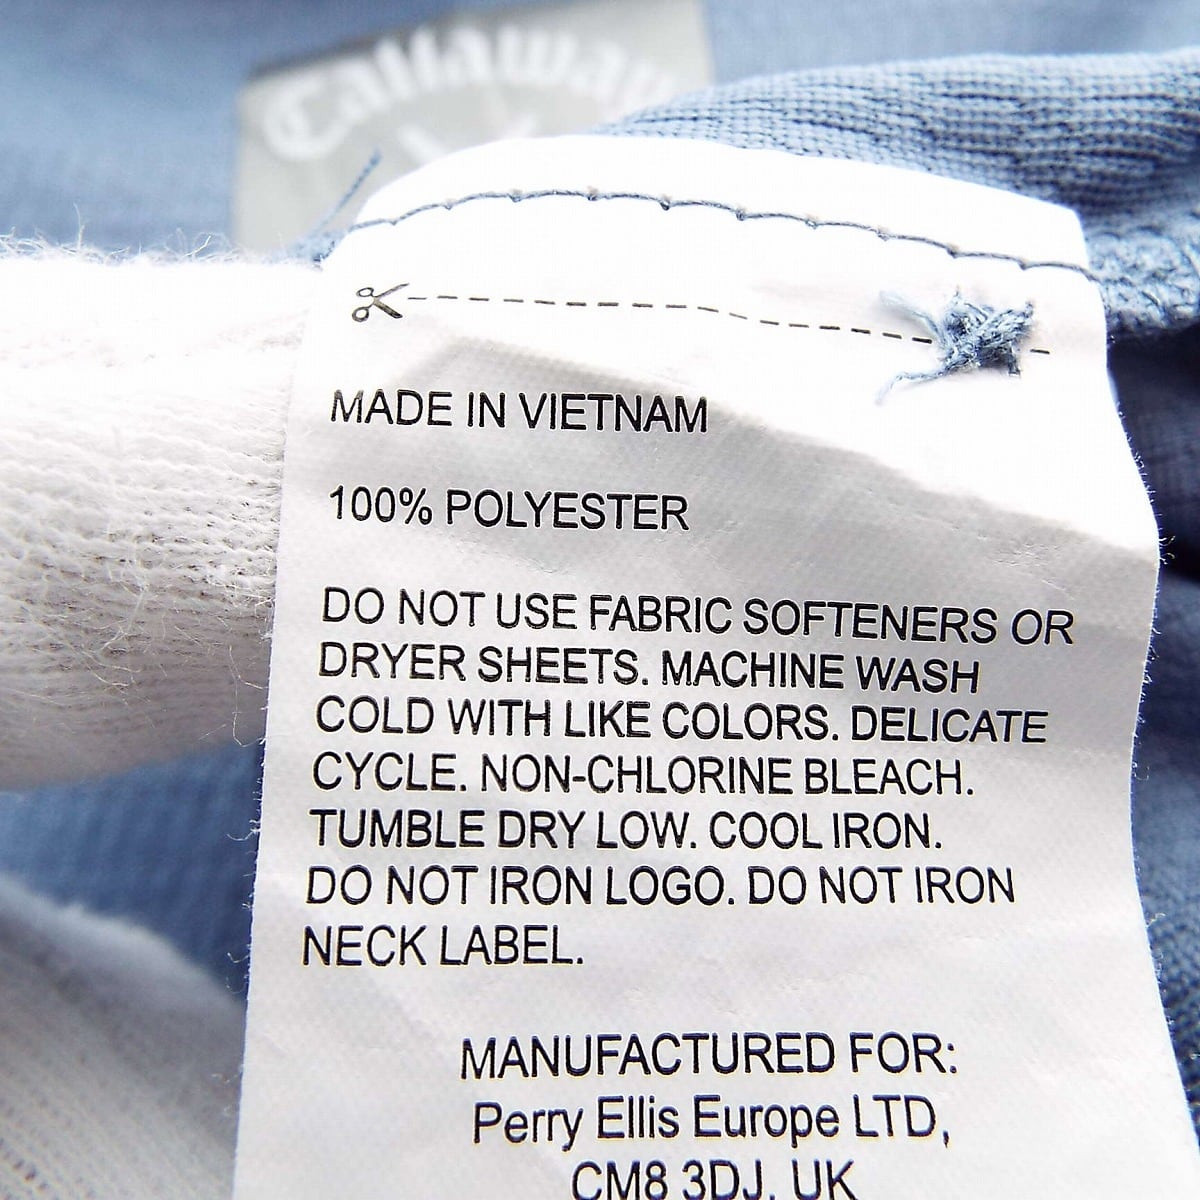 Callaway
MADE IN VIETNAM
100% POLYESTER
DO NOT USE FABRIC SOFTENERS OR
DRYER SHEETS. MACHINE WASH
COLD WITH LIKE COLORS. DELICATE
CYCLE. NON-CHLORINE BLEACH.
TUMBLE DRY LOW. COOL IRON.
DO NOT IRON LOGO. DO NOT IRON
NECK LABEL.
MANUFACTURED FOR:
Perry Ellis Europe LTD,
CM8 3DJ, UK